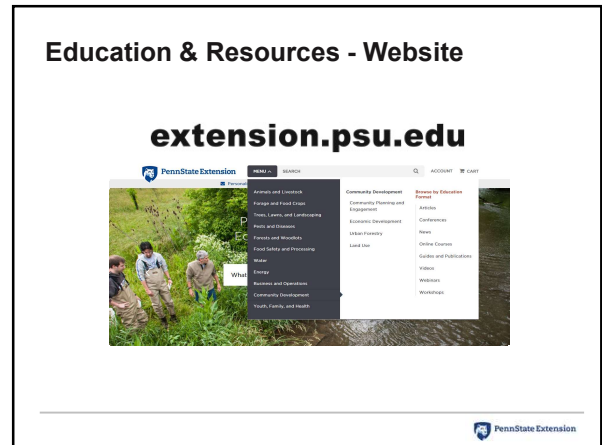 Education & Resources - Website
extension.psu.edu
PennState Extension
MENU
SEARCH
ACCOUNT
CART
What
Animals and Livestock
Forage and Food Crops
Trees, Lawns, and Landscaping
Pests and Diseases
Forests and Woodlots
Food Safety and Processing
Water
Energy
Business and Operations
Community Development
Youth, Family, and Health
Community Development
Community Planning and
Engagement
Economic Development
Urban Forestry
Land Use
Browse by Education
Format
Articles
Conferences
News
Online Courses
Guides and Publications
Videos
Webinars
Workshops
PennState Extension